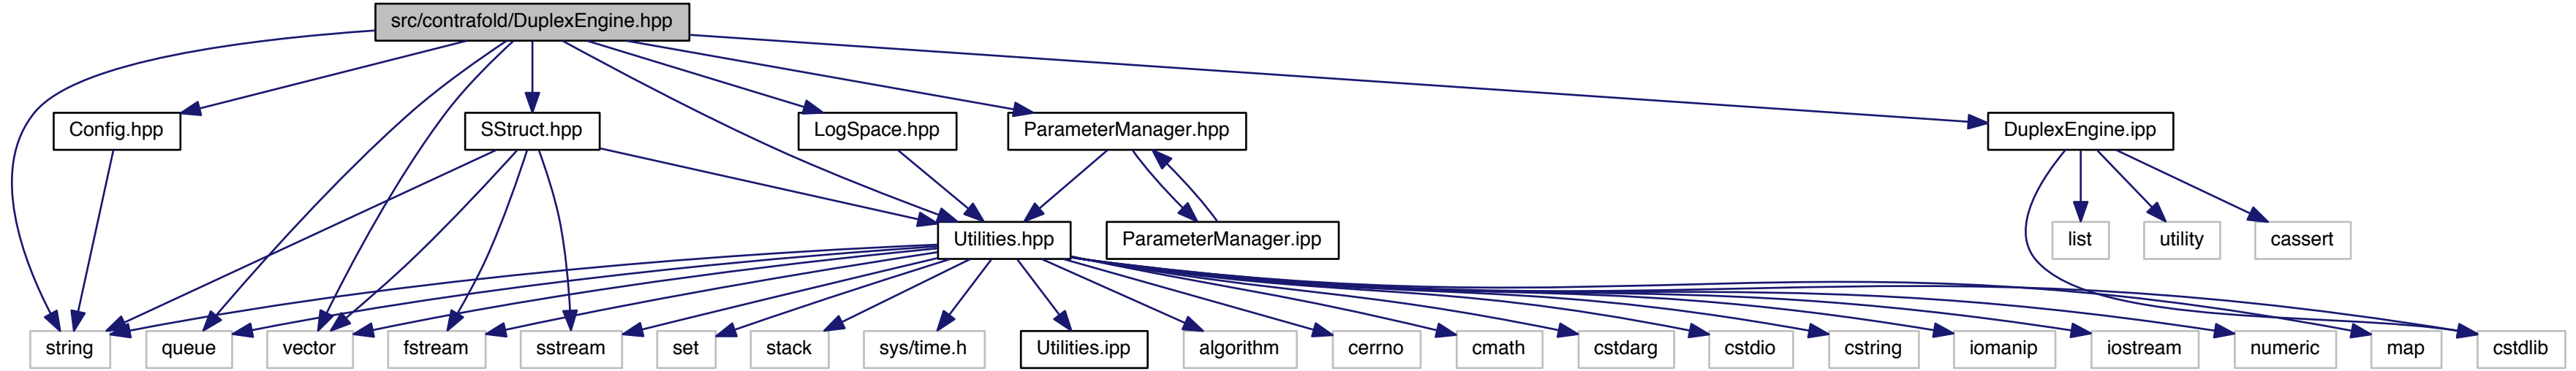 src/contrafold/DuplexEngine.hpp
Config.hpp
SStruct.hpp
LogSpace.hpp
ParameterManager.hpp
DuplexEngine.ipp
Utilities.hpp
ParameterManager.ipp
list
utility
cassert
string
queue
vector
fstream
sstream
set
stack
sys/time.h
Utilities.ipp
algorithm
cerrno
cmath
cstdarg
cstdio
cstring
iomanip
iostream
numeric
map
cstdlib